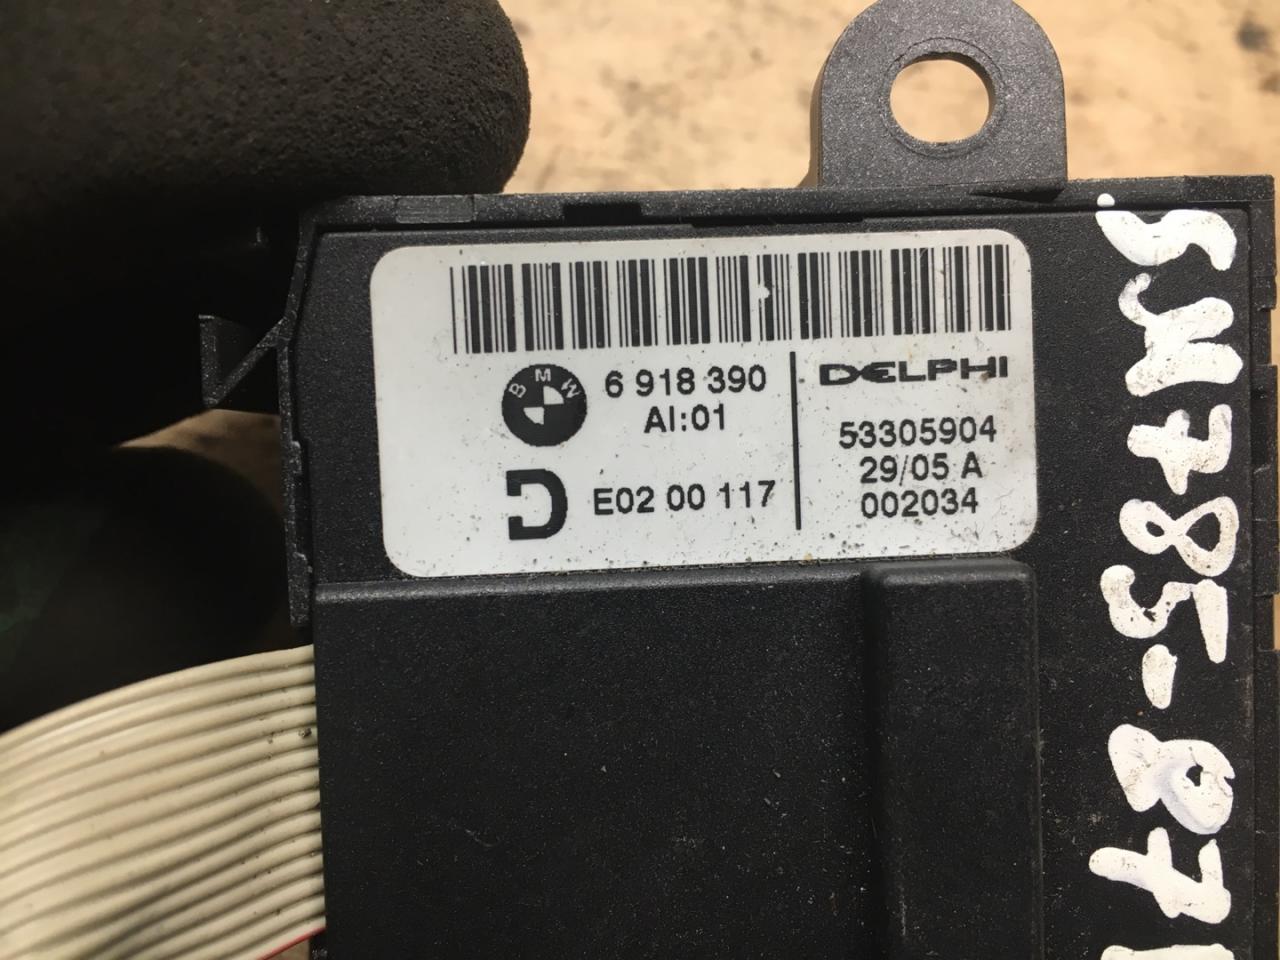 BMW
6 918 390
AI:01
E02 00 117
DELPHI
53305904
29/05 A
002034